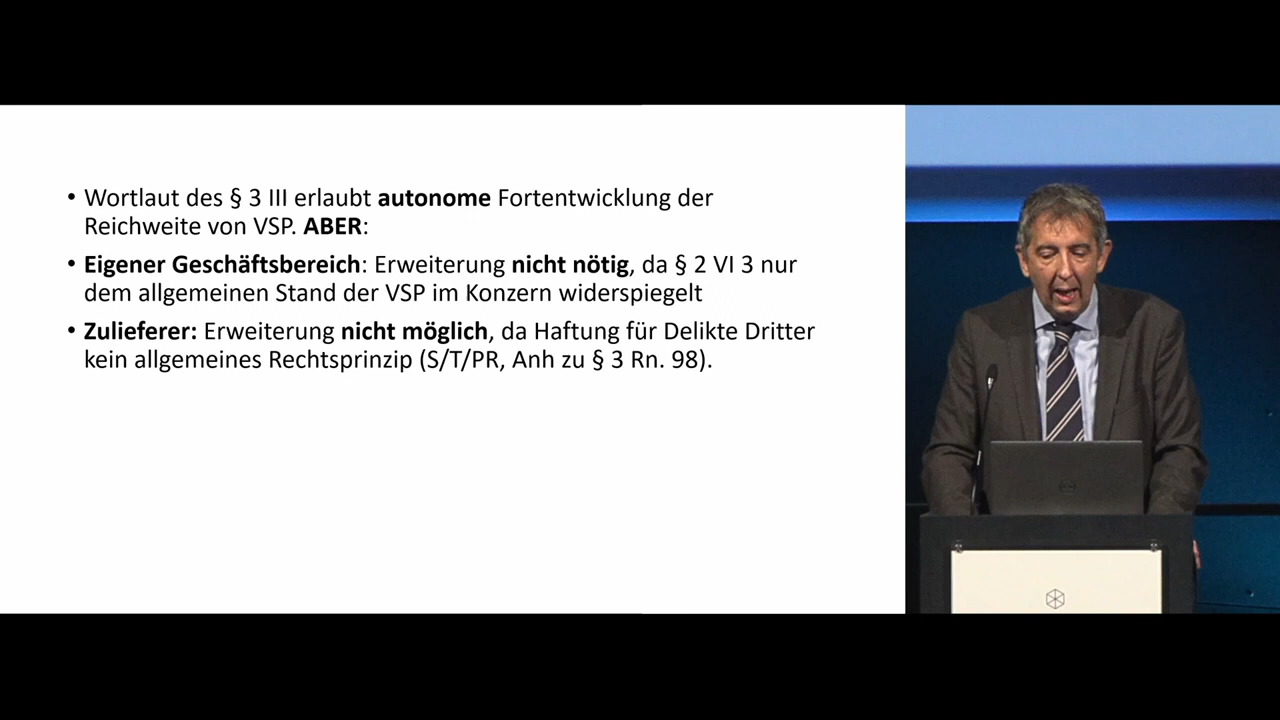 • Wortlaut des § 3 III erlaubt autonome Fortentwicklung der
Reichweite von VSP. ABER:
• Eigener Geschäftsbereich: Erweiterung nicht nötig, da § 2 VI 3 nur
dem allgemeinen Stand der VSP im Konzern widerspiegelt
• Zulieferer: Erweiterung nicht möglich, da Haftung für Delikte Dritter
kein allgemeines Rechtsprinzip (S/T/PR, Anh zu § 3 Rn. 98).